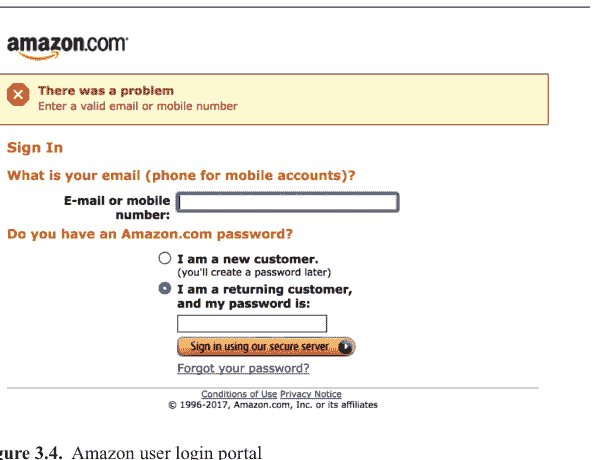 amazon.com
There was a problem
Enter a valid email or mobile number
Sign In
What is your email (phone for mobile accounts)?
E-mail or mobile
number:
Do you have an Amazon.com password?
I am a new customer.
(you'll create a password later)
I am a returning customer,
and my password is:
Sign in using our secure server
Forgot your password?
Conditions of Use Privacy Notice
© 1996-2017, Amazon.com, Inc. or its affiliates
gure 3.4. Amazon user login portal